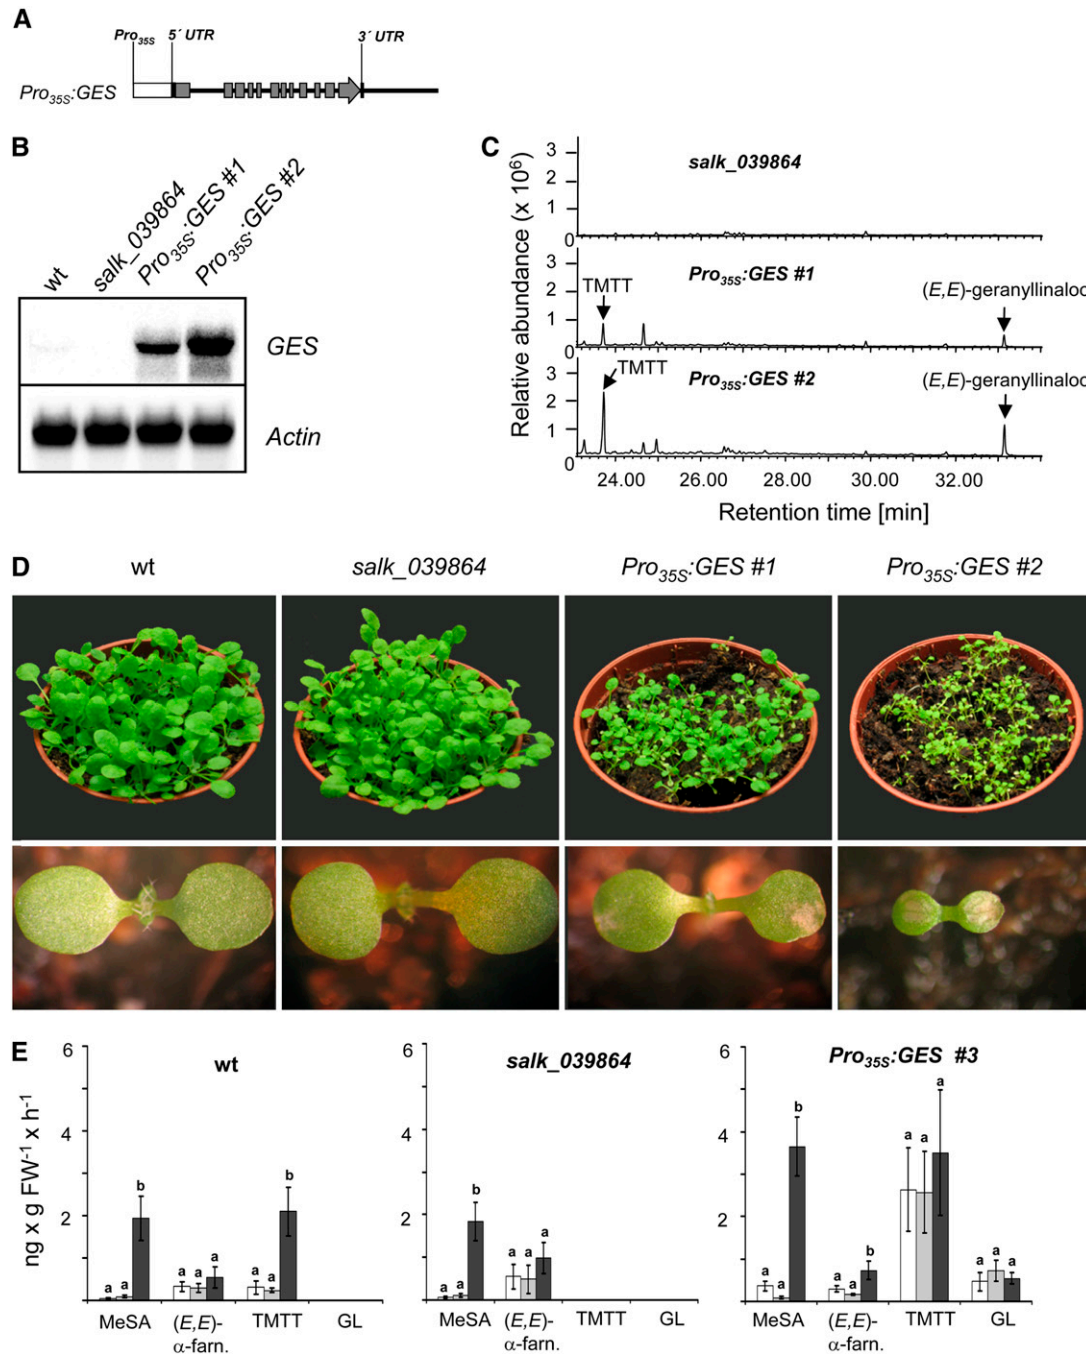 A
Pro35S 5´ UTR 3´ UTR
Pro35S:GES
B
wt
salk_039864
Pro35S:GES #1
Pro35S:GES #2
GES
Actin
C
Relative abundance (x 10⁶)
3
2
1
0
salk_039864
3
2
1
0
Pro35S:GES #1
TMTT
(E,E)-geranyllinalool
3
2
1
0
Pro35S:GES #2
TMTT
(E,E)-geranyllinalool
24.00 26.00 28.00 30.00 32.00
Retention time [min]
D
wt salk_039864 Pro35S:GES #1 Pro35S:GES #2
E
ng x g FW⁻¹ x h⁻¹
6
4
2
wt
a a b a a a a a b
MeSA (E,E)- TMTT GL
α-farn.
6
4
2
salk_039864
a a b a a a
MeSA (E,E)- TMTT GL
α-farn.
6
4
2
Pro35S:GES #3
a a b a a b a a a a a a
MeSA (E,E)- TMTT GL
α-farn.